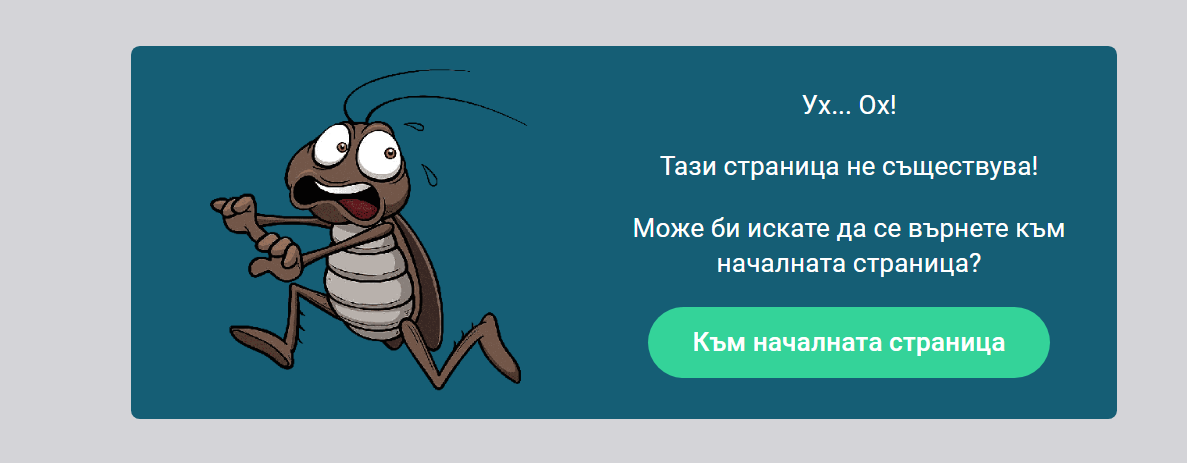 Ух... Ох!
Тази страница не съществува!
Може би искате да се върнете към
началната страница?
Към началната страница